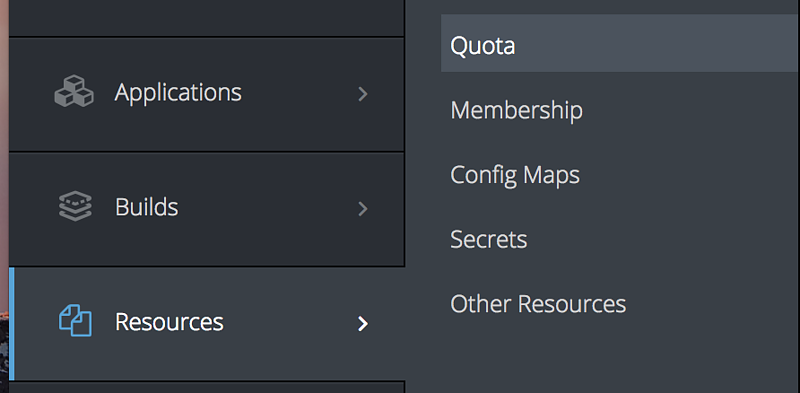 Applications
Builds
Resources
Quota
Membership
Config Maps
Secrets
Other Resources